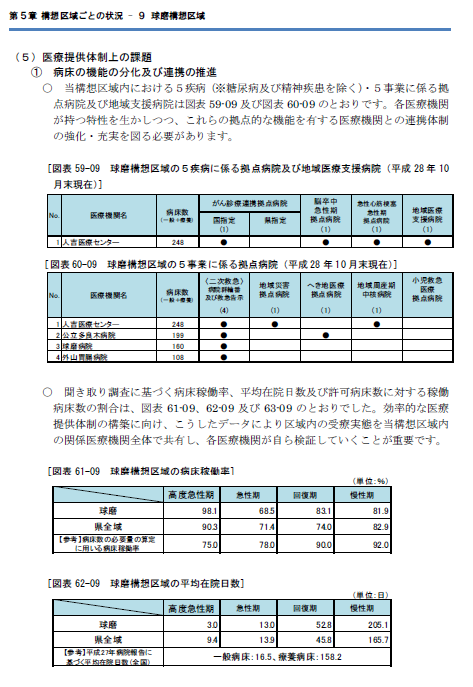 第５章 構想区域ごとの状況 － ９ 球磨構想区域
（５）医療提供体制上の課題
① 病床の機能の分化及び連携の推進
○ 当構想区域内における５疾病（※糖尿病及び精神疾患を除く）・５事業に係る拠
点病院及び地域支援病院は図表 59-09 及び図表 60-09 のとおりです。各医療機関
が持つ特性を生かしつつ、これらの拠点的な機能を有する医療機関との連携体制
の強化・充実を図る必要があります。
[図表 59-09 球磨構想区域の５疾病に係る拠点病院及び地域医療支援病院（平成 28 年 10
月末現在）]
No. 医療機関名 病床数（一般＋療養） がん診療連携拠点病院 国指定（1） 県指定 脳卒中急性期拠点病院（1） 急性心筋梗塞急性期拠点病院（1） 地域医療支援病院（1）
1 人吉医療センター 248 ● ● ● ●
[図表 60-09 球磨構想区域の５事業に係る拠点病院（平成 28 年 10 月末現在）]
No. 医療機関名 病床数（一般＋療養） （二次救急）病院群輪番及び救急告示（4） 地域災害拠点病院（1） へき地医療拠点病院（1） 地域周産期中核病院（1） 小児救急医療拠点病院
1 人吉医療センター 248 ● ● ●
2 公立多良木病院 199 ● ●
3 球磨病院 160 ●
4 外山胃腸病院 108 ●
○ 聞き取り調査に基づく病床稼働率、平均在院日数及び許可病床数に対する稼働
病床数の割合は、図表 61-09、62-09 及び 63-09 のとおりでした。効率的な医療
提供体制の構築に向け、こうしたデータにより区域内の受療実態を当構想区域内
の関係医療機関全体で共有し、各医療機関が自ら検証していくことが重要です。
[図表 61-09 球磨構想区域の病床稼働率]
（単位：％）
高度急性期 急性期 回復期 慢性期
球磨 98.1 68.5 83.1 81.9
県全域 90.3 71.4 74.0 82.9
【参考】病床数の必要量の算定に用いる病床稼働率 75.0 78.0 90.0 92.0
[図表 62-09 球磨構想区域の平均在院日数]
（単位：日）
高度急性期 急性期 回復期 慢性期
球磨 3.0 13.0 52.8 205.1
県全域 9.4 13.9 45.8 165.7
【参考】平成27年病院報告に基づく平均在院日数（全国） 一般病床：16.5、療養病床：158.2